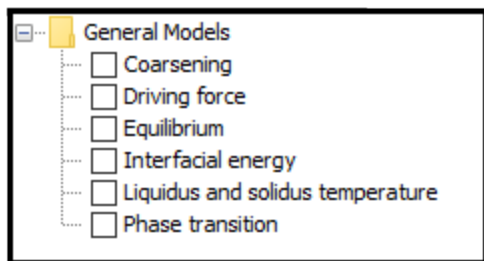 General Models
Coarsening
Driving force
Equilibrium
Interfacial energy
Liquidus and solidus temperature
Phase transition